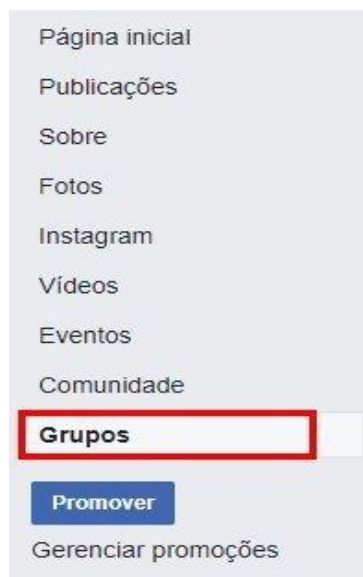 Página inicial
Publicações
Sobre
Fotos
Instagram
Vídeos
Eventos
Comunidade
Grupos
Promover
Gerenciar promoções